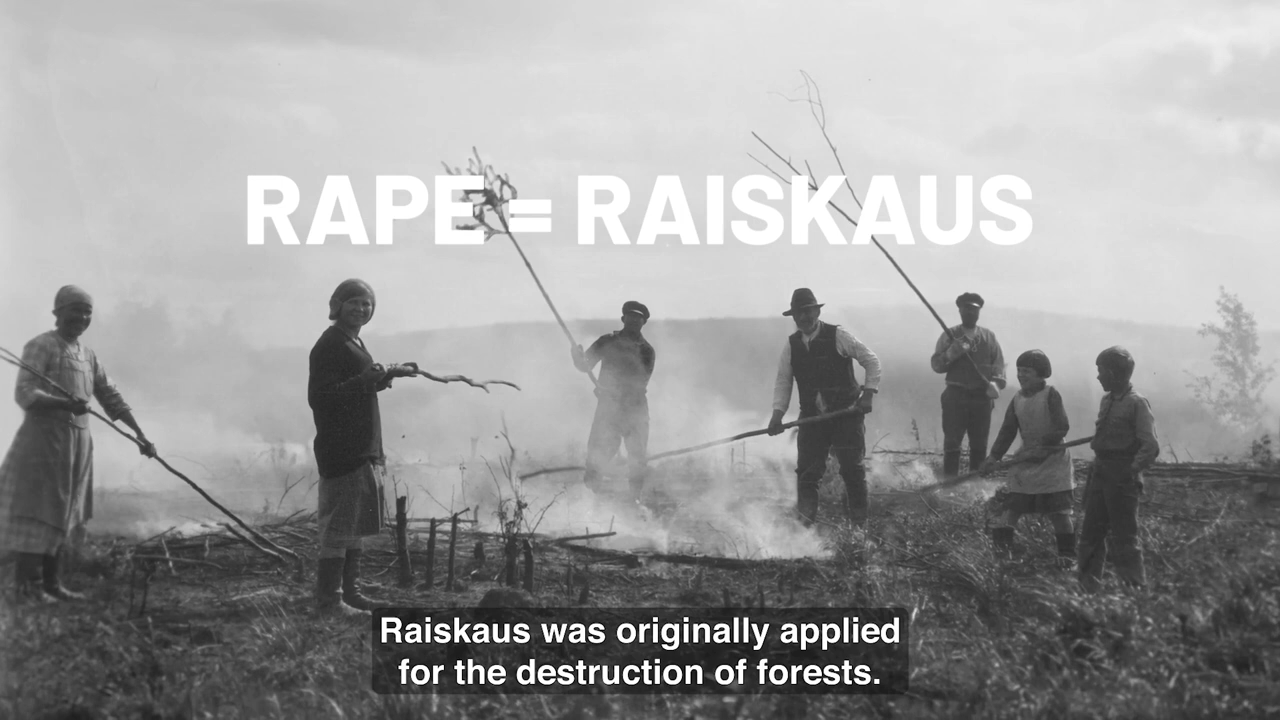 RAPE = RAISKAUS
Raiskaus was originally applied
for the destruction of forests.